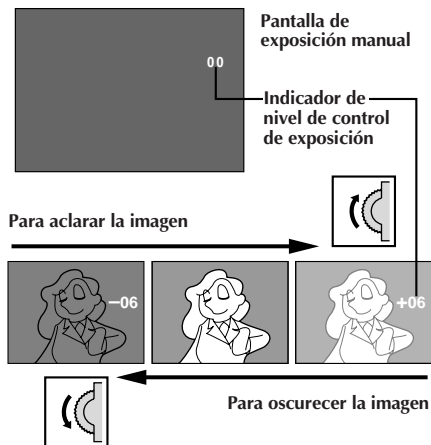 Pantalla de
exposición manual
00
Indicador de
nivel de control
de exposición
Para aclarar la imagen
–06
+06
Para oscurecer la imagen